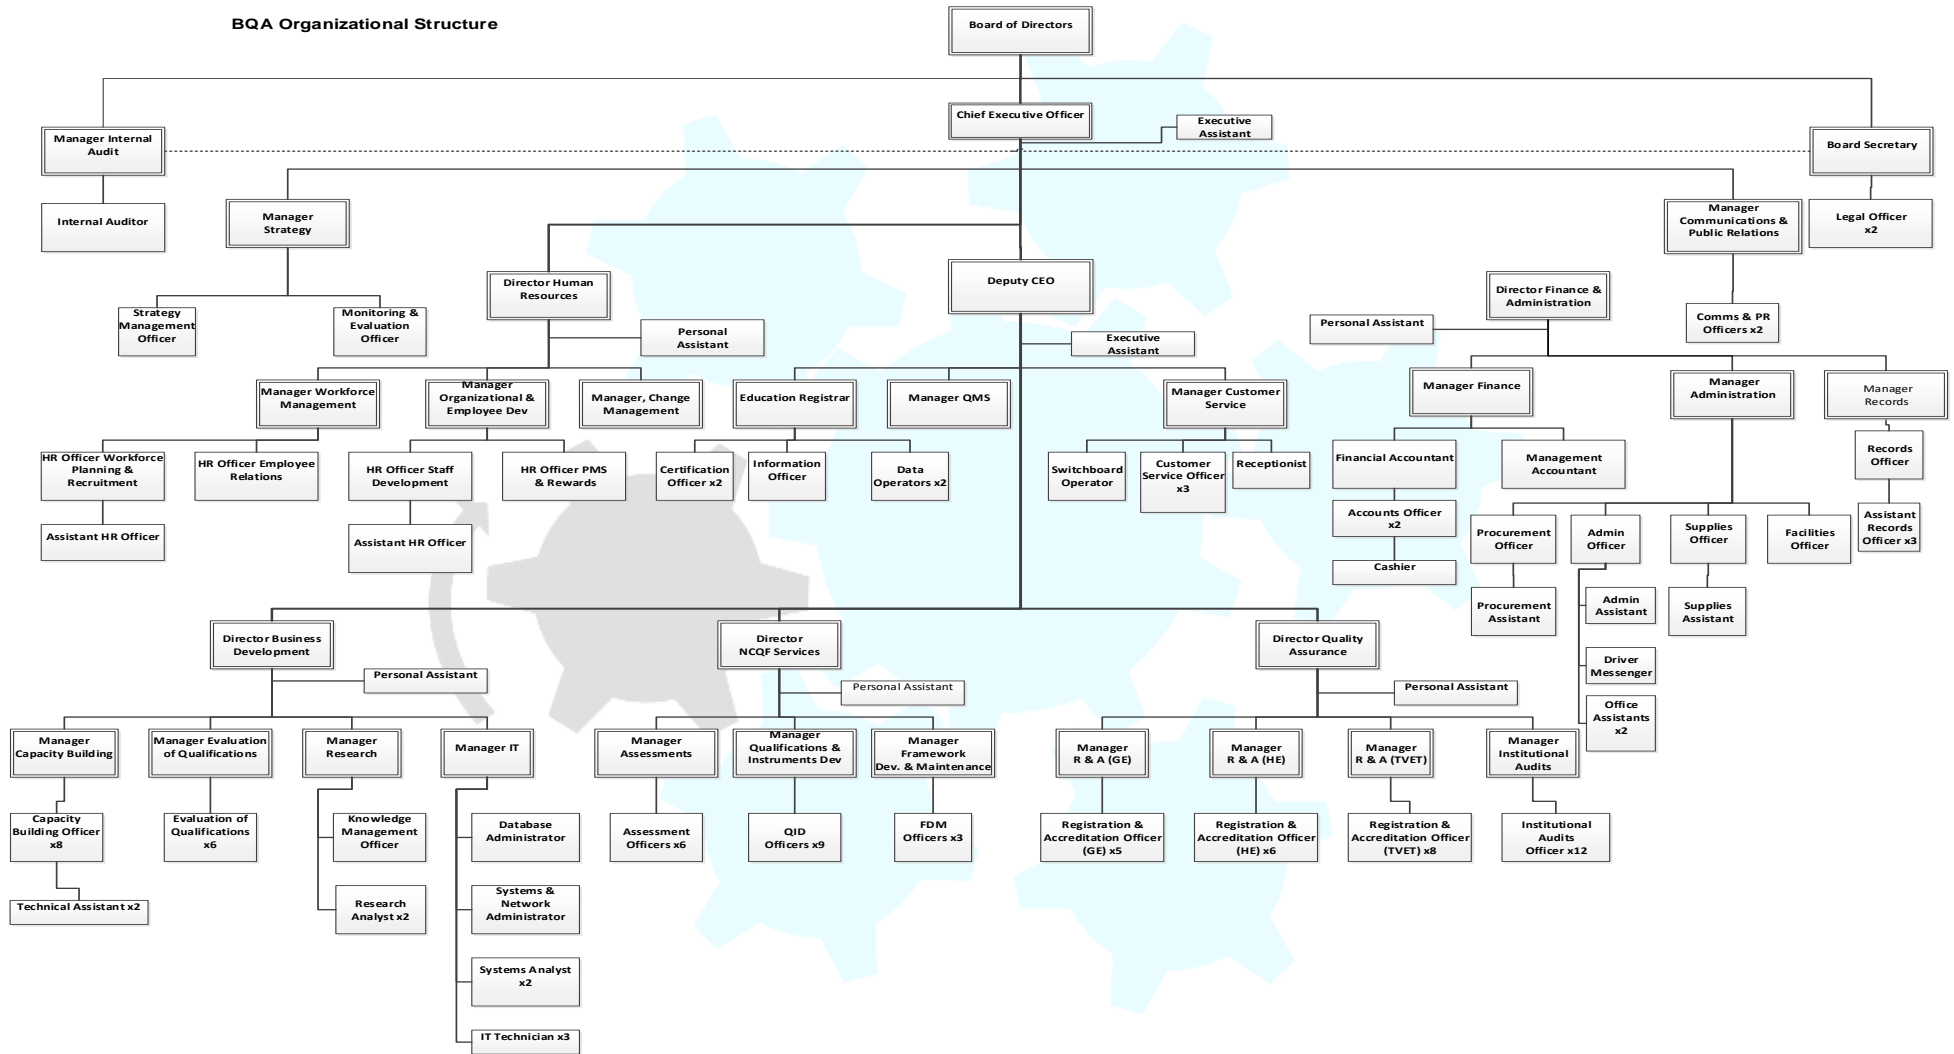 BQA Organizational Structure
Board of Directors
Chief Executive Officer
Executive
Assistant
Manager Internal
Audit
Board Secretary
Internal Auditor
Manager
Strategy
Manager
Communications &
Public Relations
Legal Officer
x2
Director Human
Resources
Deputy CEO
Director Finance &
Administration
Strategy
Management
Officer
Monitoring &
Evaluation
Officer
Personal
Assistant
Executive
Assistant
Personal Assistant
Comms & PR
Officers x2
Manager Workforce
Management
Manager
Organizational &
Employee Dev
Manager, Change
Management
Education Registrar
Manager QMS
Manager Customer
Service
Manager Finance
Manager
Administration
Manager
Records
HR Officer Workforce
Planning &
Recruitment
HR Officer Employee
Relations
HR Officer Staff
Development
HR Officer PMS
& Rewards
Certification
Officer x2
Information
Officer
Data
Operators x2
Switchboard
Operator
Customer
Service Officer
x3
Receptionist
Financial Accountant
Management
Accountant
Records
Officer
Assistant HR Officer
Assistant HR Officer
Accounts Officer
x2
Cashier
Procurement
Officer
Admin
Officer
Supplies
Officer
Facilities
Officer
Assistant
Records
Officer x3
Procurement
Assistant
Admin
Assistant
Supplies
Assistant
Driver
Messenger
Office
Assistants
x2
Director Business
Development
Director
NCQF Services
Director Quality
Assurance
Personal Assistant
Personal Assistant
Personal Assistant
Manager
Capacity Building
Manager Evaluation
of Qualifications
Manager
Research
Manager IT
Manager
Assessments
Manager
Qualifications &
Instruments Dev
Manager
Framework
Dev. & Maintenance
Manager
R & A (GE)
Manager
R & A (HE)
Manager
R & A (TVET)
Manager
Institutional
Audits
Capacity
Building Officer
x8
Evaluation of
Qualifications
x6
Knowledge
Management
Officer
Database
Administrator
Assessment
Officers x6
QID
Officers x9
FDM
Officers x3
Registration &
Accreditation Officer
(GE) x5
Registration &
Accreditation Officer
(HE) x6
Registration &
Accreditation Officer
(TVET) x8
Institutional
Audits
Officer x12
Technical Assistant x2
Research
Analyst x2
Systems &
Network
Administrator
Systems Analyst
x2
IT Technician x3